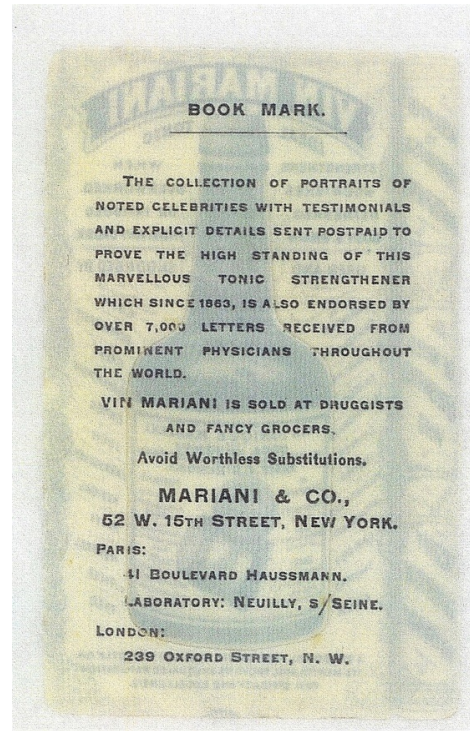 BOOK MARK.
THE COLLECTION OF PORTRAITS OF
NOTED CELEBRITIES WITH TESTIMONIALS
AND EXPLICIT DETAILS SENT POSTPAID TO
PROVE THE HIGH STANDING OF THIS
MARVELLOUS TONIC STRENGTHENER
WHICH SINCE 1863, IS ALSO ENDORSED BY
OVER 7,000 LETTERS RECEIVED FROM
PROMINENT PHYSICIANS THROUGHOUT
THE WORLD.
VIN MARIANI IS SOLD AT DRUGGISTS
AND FANCY GROCERS.
Avoid Worthless Substitutions.
MARIANI & CO.,
52 W. 15TH STREET, NEW YORK.
PARIS:
41 BOULEVARD HAUSSMANN.
LABORATORY: NEUILLY, S/SEINE.
LONDON:
239 OXFORD STREET, N. W.